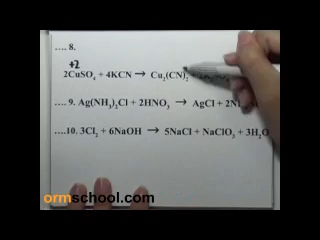 .... 8.
+2
2CuSO₄ + 4KCN → Cu₂(CN)₂
.... 9. Ag(NH₃)₂Cl + 2HNO₃ → AgCl +
....10. 3Cl₂ + 6NaOH → 5NaCl + NaClO₃ + 3H₂O
ormschool.com